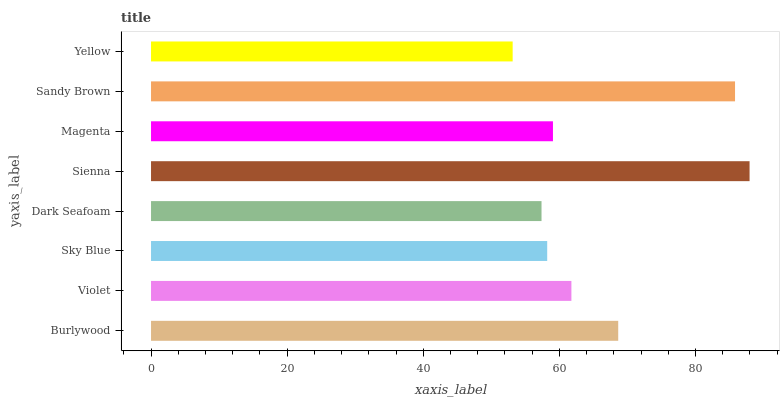 title
Yellow
Sandy Brown
Magenta
Sienna
Dark Seafoam
Sky Blue
Violet
Burlywood
yaxis_label
0 20 40 60 80
xaxis_label